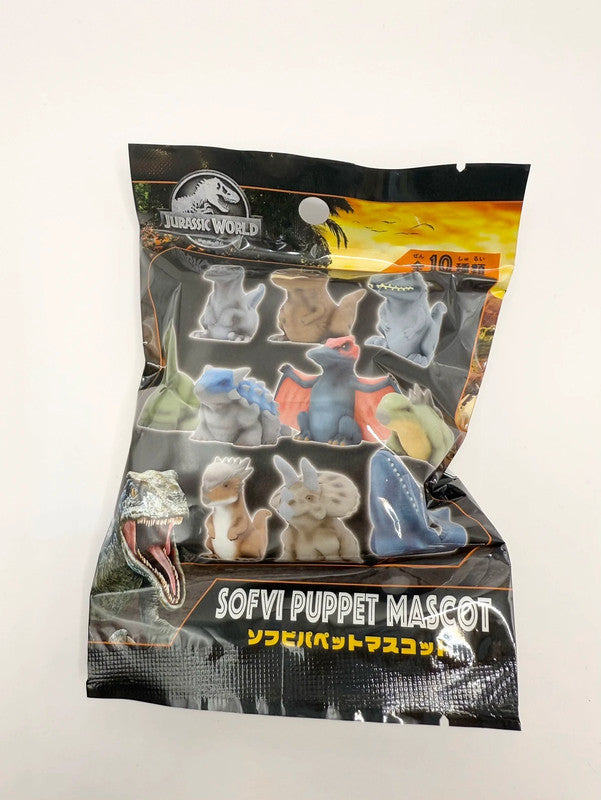 JURASSIC WORLD
ぜん しゅるい
全10種類
SOFVI PUPPET MASCOT
ソフビパペットマスコット